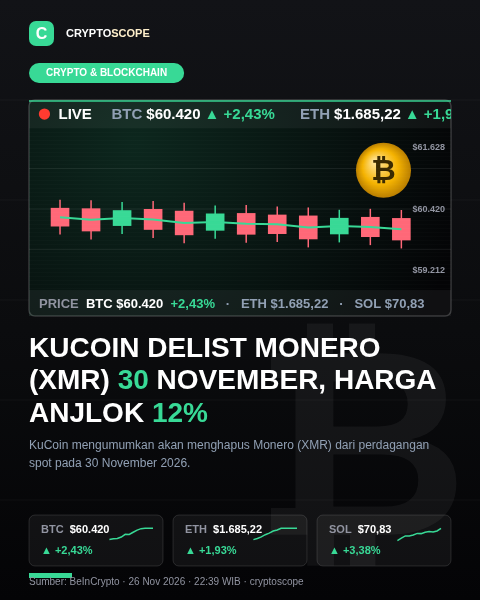 C CRYPTOSCOPE
CRYPTO & BLOCKCHAIN
LIVE BTC $60.420 ▲ +2,43% ETH $1.685,22 ▲ +1,9
$61.628
$60.420
$59.212
PRICE BTC $60.420 +2,43% · ETH $1.685,22 · SOL $70,83
KUCOIN DELIST MONERO
(XMR) 30 NOVEMBER, HARGA
ANJLOK 12%
KuCoin mengumumkan akan menghapus Monero (XMR) dari perdagangan
spot pada 30 November 2026.
BTC $60.420 ETH $1.685,22 SOL $70,83
▲ +2,43% ▲ +1,93% ▲ +3,38%
Sumber: BeInCrypto · 26 Nov 2026 · 22:39 WIB · cryptoscope